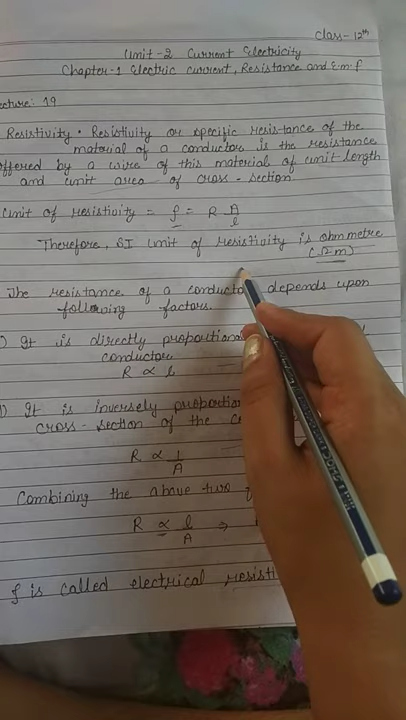 Class- 12th
Unit-2 Current Electricity
Chapter-1 Electric current, Resistance and E.m.f
ecture: 19
Resistivity • Resistivity or specific resistance of the
material of a conductor is the resistance
offered by a wire of this material of unit length
and unit area of cross-section
Unit of resistivity = ρ = R A/l
Therefore, SI unit of resistivity is ohm metre
(Ω-m)
The resistance of a conductor depends upon
following factors.
) It is directly proportional
conductor
R ∝ l
) It is inversely proportion
cross-section of the
R ∝ 1/A
Combining the above two
R ∝ l/A ⇒
ρ is called electrical resisti